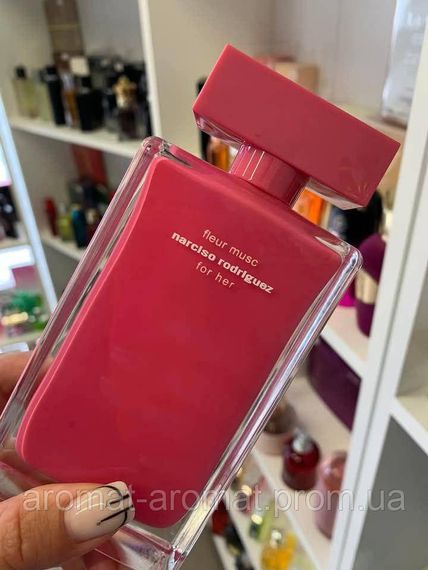 fleur musc
narciso rodriguez
for her
aromat-aromat.prom.ua